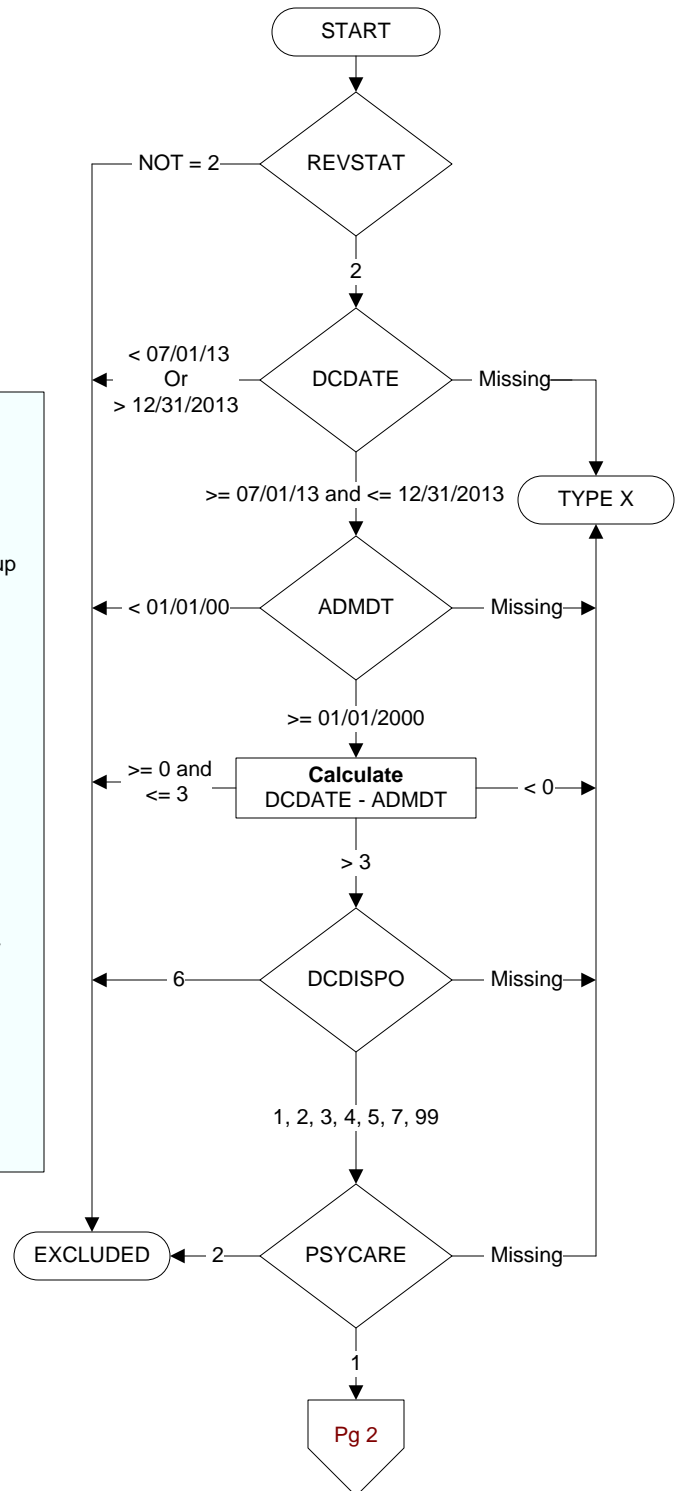 START
NOT = 2
REVSTAT
2
< 07/01/13
Or
> 12/31/2013
DCDATE
Missing
>= 07/01/13 and <= 12/31/2013
TYPE X
up
< 01/01/00
ADMDT
Missing
>= 01/01/2000
>= 0 and
<= 3
Calculate
DCDATE - ADMDT
< 0
> 3
6
DCDISPO
Missing
1, 2, 3, 4, 5, 7, 99
EXCLUDED
2
PSYCARE
Missing
1
Pg 2